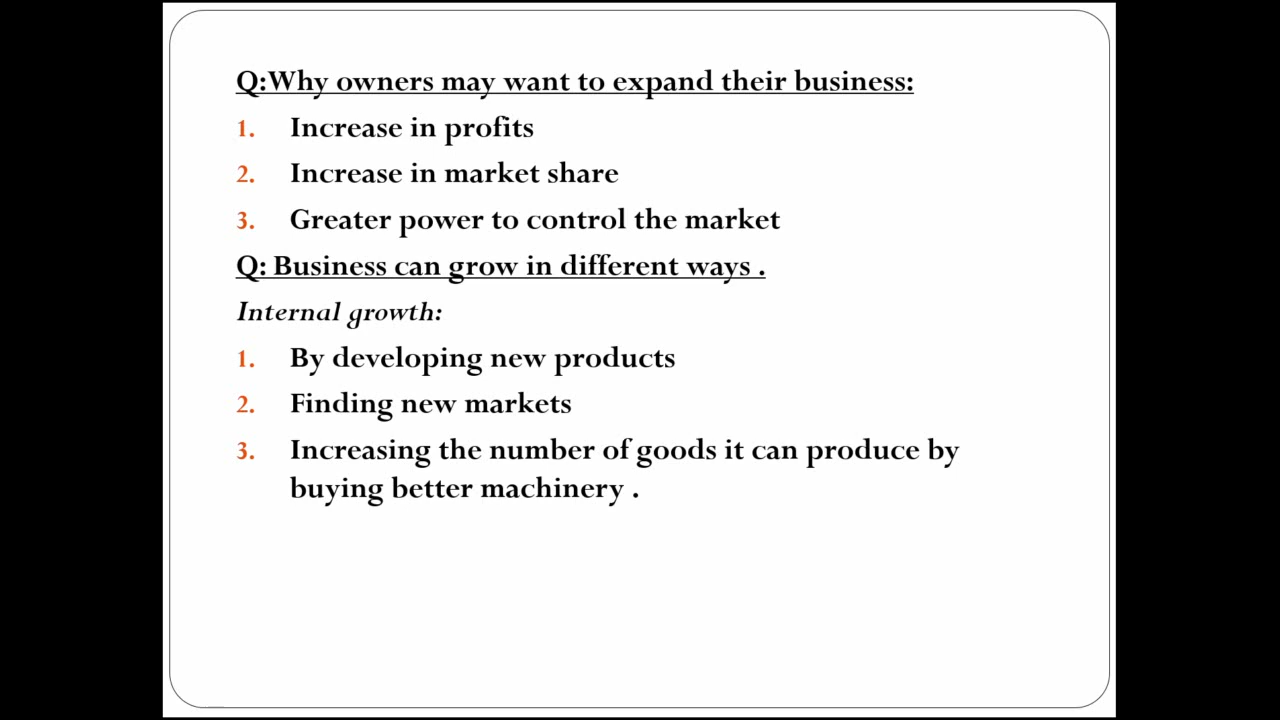 Q:Why owners may want to expand their business:
1. Increase in profits
2. Increase in market share
3. Greater power to control the market
Q: Business can grow in different ways .
Internal growth:
1. By developing new products
2. Finding new markets
3. Increasing the number of goods it can produce by
buying better machinery .